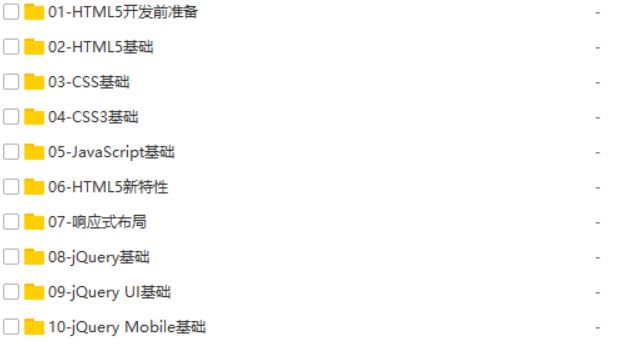 01-HTML5开发前准备 -
02-HTML5基础 -
03-CSS基础 -
04-CSS3基础 -
05-JavaScript基础 -
06-HTML5新特性 -
07-响应式布局 -
08-jQuery基础 -
09-jQuery UI基础 -
10-jQuery Mobile基础 -